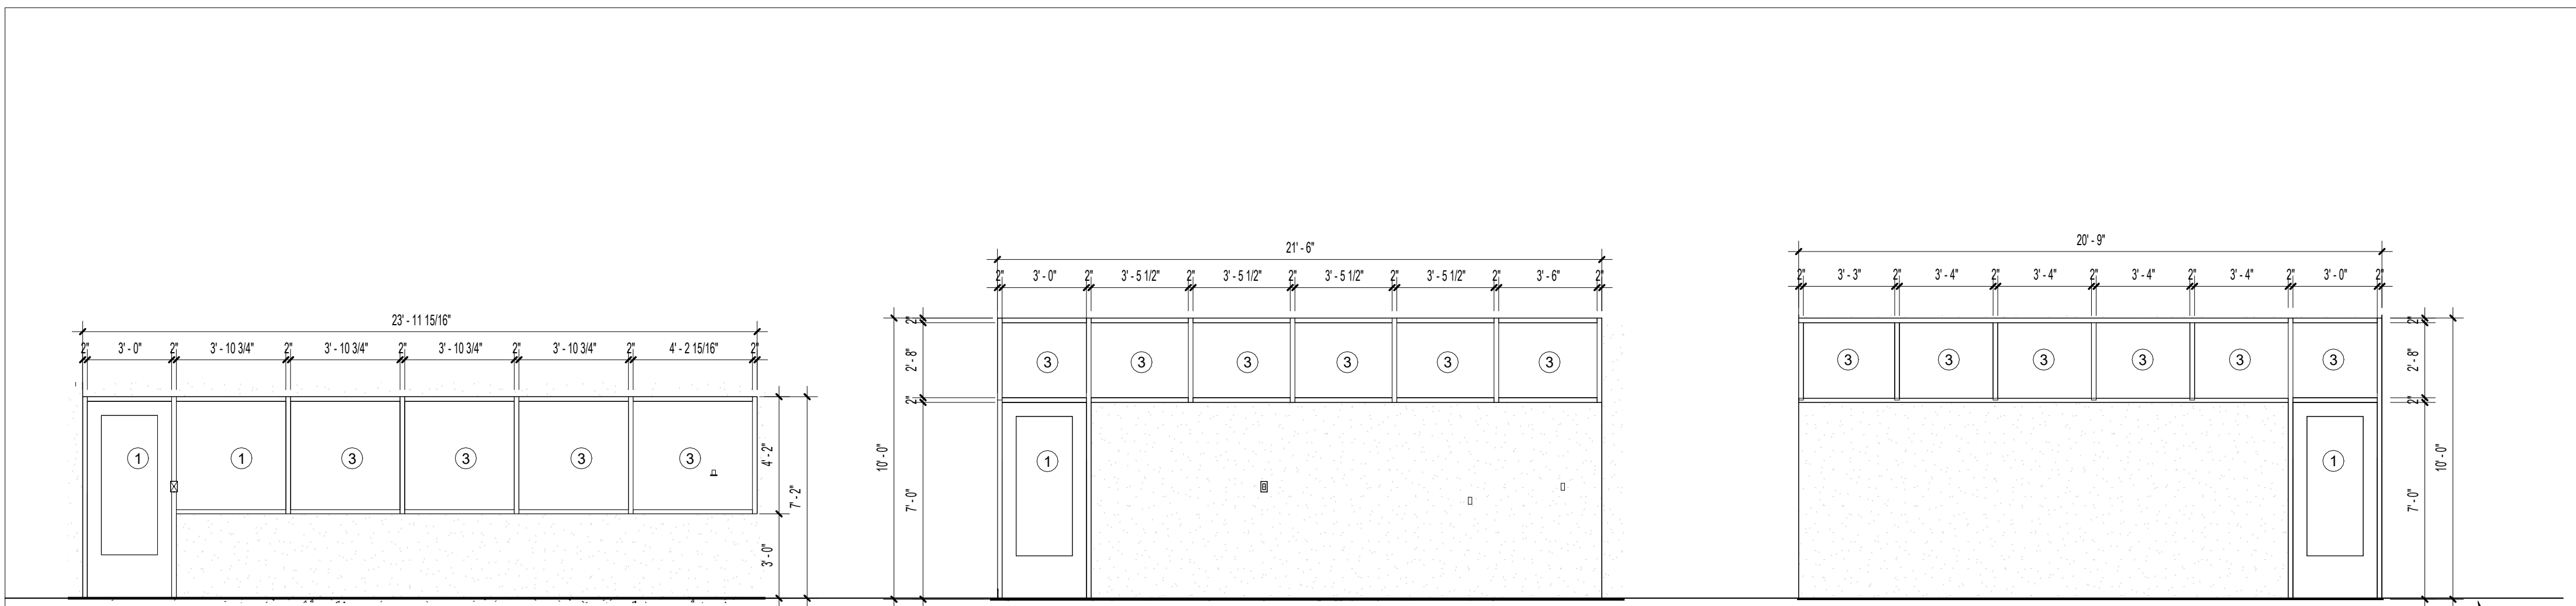 23' - 11 15/16"
2" 3' - 0" 2" 3' - 10 3/4" 2" 3' - 10 3/4" 2" 3' - 10 3/4" 2" 3' - 10 3/4" 2" 4' - 2 15/16" 2"
1 1 3 3 3 3
4' - 2"
7' - 2"
3' - 0"
21' - 6"
2" 3' - 0" 2" 3' - 5 1/2" 2" 3' - 5 1/2" 2" 3' - 5 1/2" 2" 3' - 5 1/2" 2" 3' - 6" 2"
2"
2' - 8"
2"
10' - 0"
7' - 0"
3 3 3 3 3 3
1
20' - 9"
2" 3' - 3" 2" 3' - 4" 2" 3' - 4" 2" 3' - 4" 2" 3' - 4" 2" 3' - 0" 2"
3 3 3 3 3 3
1
2"
2' - 8"
2"
10' - 0"
7' - 0"